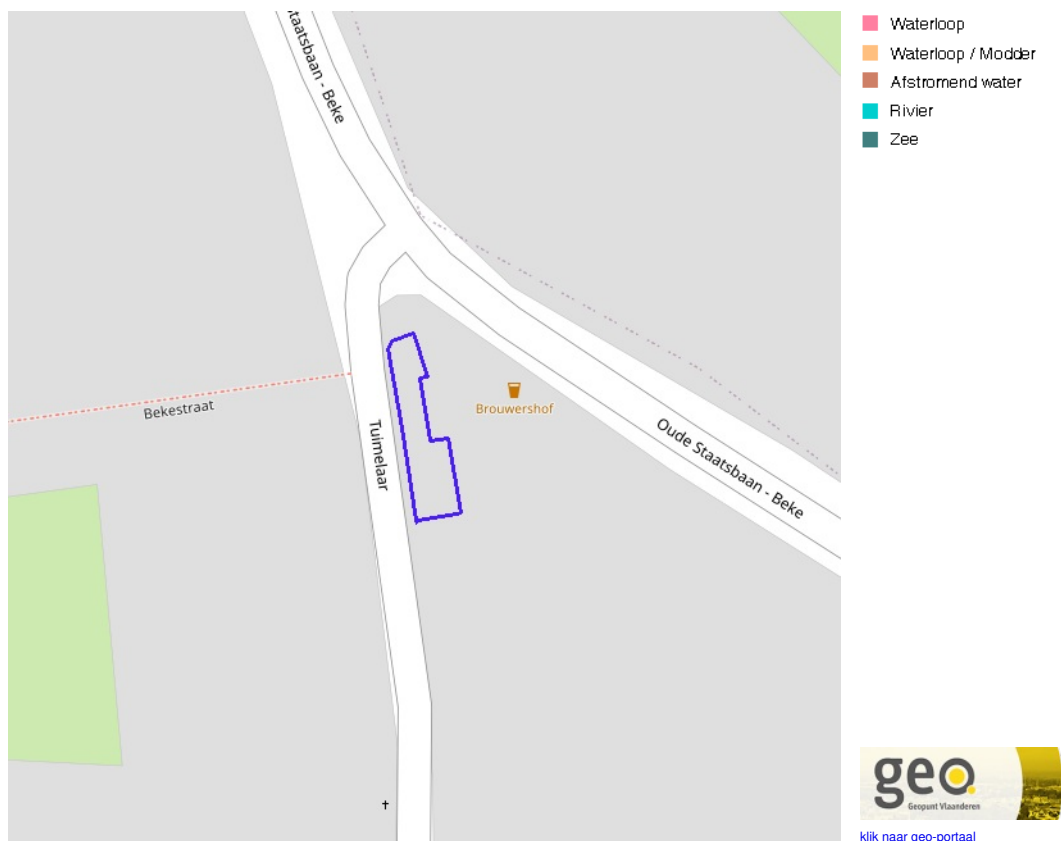 Staatsbaan - Beke
Bekestraat
Tuimelaar
Brouwershof
Oude Staatsbaan - Beke
Waterloop
Waterloop / Modder
Afstromend water
Rivier
Zee
geo
Geopunt Vlaanderen
klik naar geo-portaal